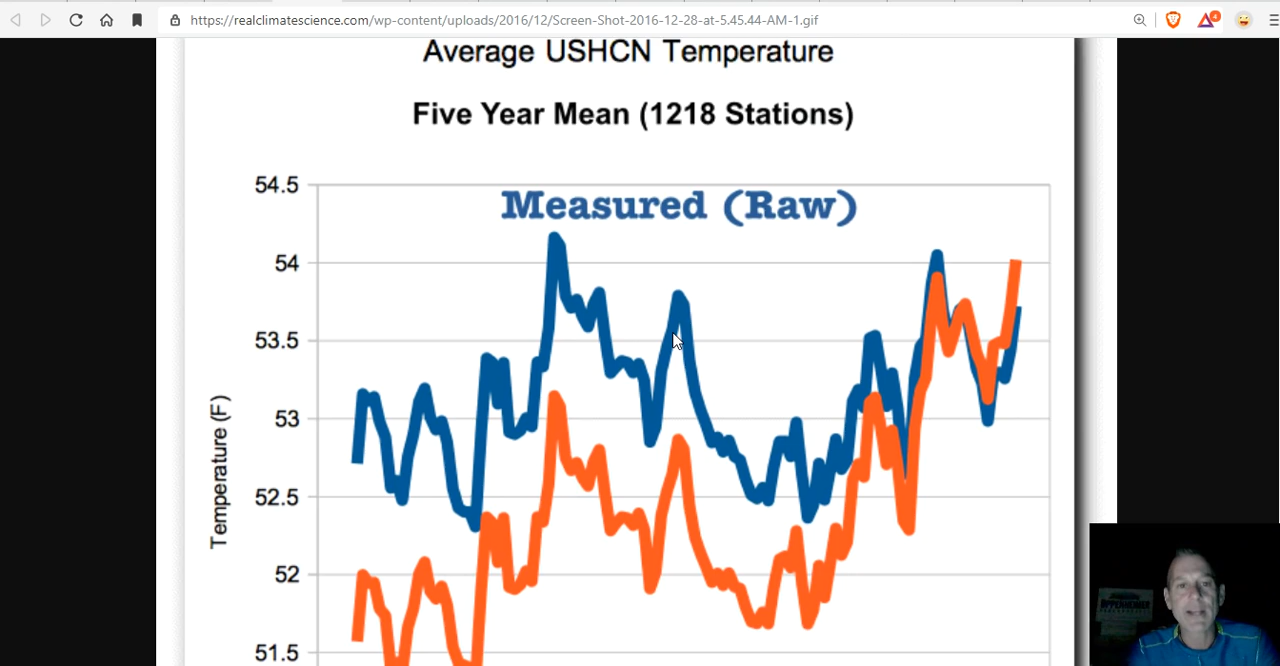 https://realclimatescience.com/wp-content/uploads/2016/12/Screen-Shot-2016-12-28-at-5.45.44-AM-1.gif
4
Average USHCN Temperature
Five Year Mean (1218 Stations)
Measured (Raw)
54.5
54
53.5
53
52.5
52
51.5
Temperature (F)